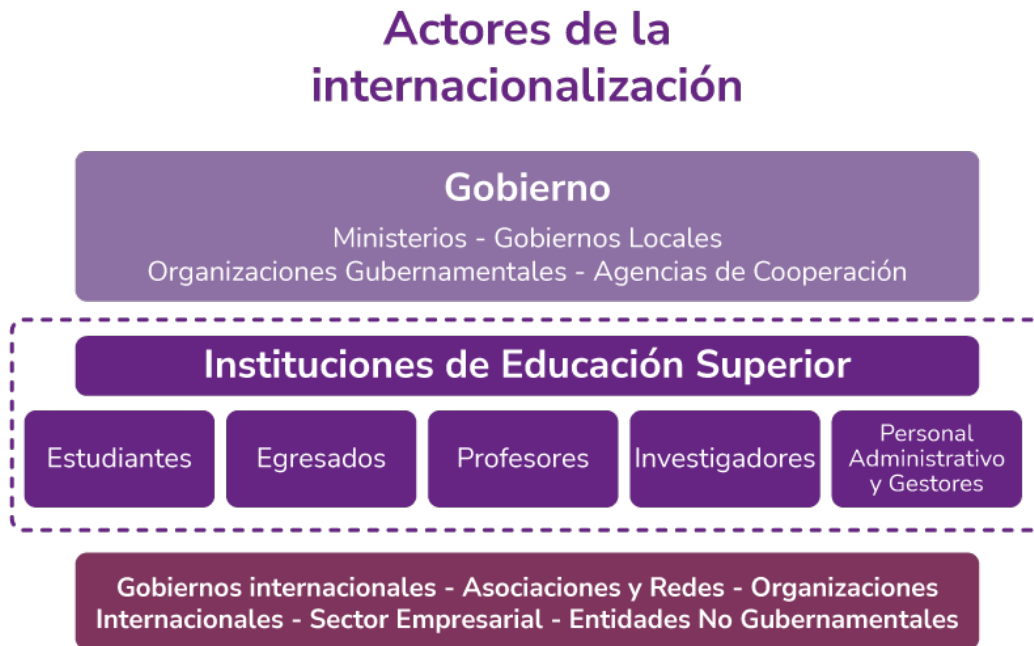 Actores de la
internacionalización
Gobierno
Ministerios - Gobiernos Locales
Organizaciones Gubernamentales - Agencias de Cooperación
Instituciones de Educación Superior
Estudiantes
Egresados
Profesores
Investigadores
Personal
Administrativo
y Gestores
Gobiernos internacionales - Asociaciones y Redes - Organizaciones
Internacionales - Sector Empresarial - Entidades No Gubernamentales